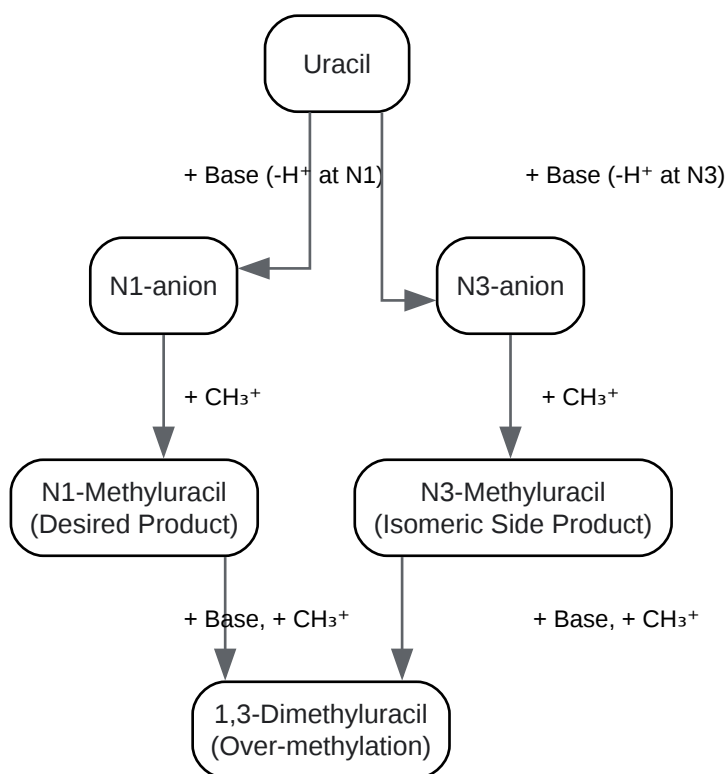 Uracil
+ Base (-H⁺ at N1)
+ Base (-H⁺ at N3)
N1-anion
N3-anion
+ CH₃⁺
+ CH₃⁺
N1-Methyluracil
(Desired Product)
N3-Methyluracil
(Isomeric Side Product)
+ Base, + CH₃⁺
+ Base, + CH₃⁺
1,3-Dimethyluracil
(Over-methylation)